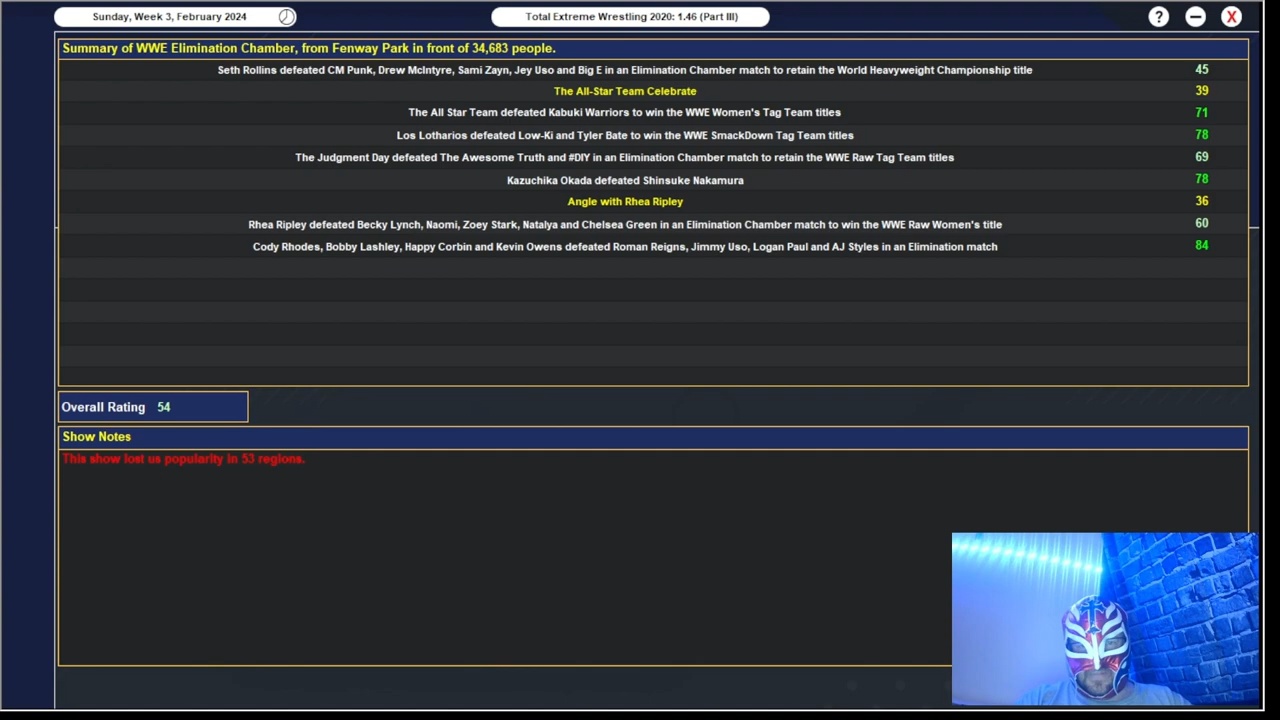 Sunday, Week 3, February 2024
Total Extreme Wrestling 2020: 1.46 (Part III)
?
X
Summary of WWE Elimination Chamber, from Fenway Park in front of 34,683 people.
Seth Rollins defeated CM Punk, Drew McIntyre, Sami Zayn, Jey Uso and Big E in an Elimination Chamber match to retain the World Heavyweight Championship title 45
The All-Star Team Celebrate 39
The All Star Team defeated Kabuki Warriors to win the WWE Women's Tag Team titles 71
Los Lotharios defeated Low-Ki and Tyler Bate to win the WWE SmackDown Tag Team titles 78
The Judgment Day defeated The Awesome Truth and #DIY in an Elimination Chamber match to retain the WWE Raw Tag Team titles 69
Kazuchika Okada defeated Shinsuke Nakamura 78
Angle with Rhea Ripley 36
Rhea Ripley defeated Becky Lynch, Naomi, Zoey Stark, Natalya and Chelsea Green in an Elimination Chamber match to win the WWE Raw Women's title 60
Cody Rhodes, Bobby Lashley, Happy Corbin and Kevin Owens defeated Roman Reigns, Jimmy Uso, Logan Paul and AJ Styles in an Elimination match 84
Overall Rating 54
Show Notes
This show lost us popularity in 53 regions.